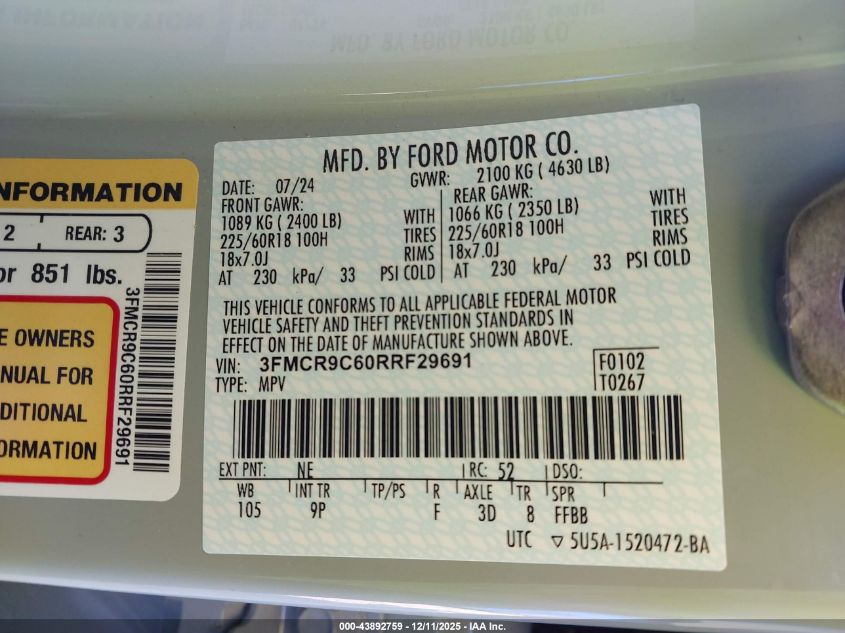 NFORMATION
2 REAR: 3
or 851 lbs.
E OWNERS
NUAL FOR
DITIONAL
ORMATION
3FMCR9C60RRF29691
MFD. BY FORD MOTOR CO.
DATE: 07/24 GVWR: 2100 KG ( 4630 LB)
FRONT GAWR: REAR GAWR:
1089 KG ( 2400 LB) WITH 1066 KG ( 2350 LB) WITH
225/60R18 100H TIRES 225/60R18 100H TIRES
18x7.0J RIMS 18x7.0J RIMS
AT 230 kPa/ 33 PSI COLD AT 230 kPa/ 33 PSI COLD
THIS VEHICLE CONFORMS TO ALL APPLICABLE FEDERAL MOTOR
VEHICLE SAFETY AND THEFT PREVENTION STANDARDS IN
EFFECT ON THE DATE OF MANUFACTURE SHOWN ABOVE.
VIN: 3FMCR9C60RRF29691 F0102
TYPE: MPV T0267
EXT PNT: NE RC: 52 DSO:
WB INT TR TP/PS R AXLE TR SPR
105 9P F 3D 8 FFBB
UTC ▽ 5U5A-1520472-BA
000-43892759 - 12/11/2025 - IAA Inc.